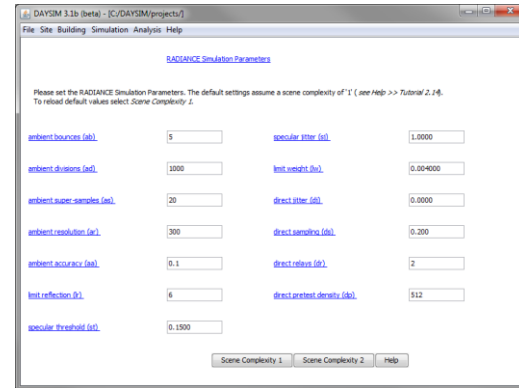 DAYSIM 3.1b (beta) - [C:/DAYSIM/projects/]
File Site Building Simulation Analysis Help
RADIANCE Simulation Parameters
Please set the RADIANCE Simulation Parameters. The default settings assume a scene complexity of '1' ( see Help >> Tutorial 2.14).
To reload default values select Scene Complexity 1.
ambient bounces (ab) 5 specular jitter (sj) 1.0000
ambient divisions (ad) 1000 limit weight (lw) 0.004000
ambient super-samples (as) 20 direct jitter (dj) 0.0000
ambient resolution (ar) 300 direct sampling (ds) 0.200
ambient accuracy (aa) 0.1 direct relays (dr) 2
limit reflection (lr) 6 direct pretest density (dp) 512
specular threshold (st) 0.1500
Scene Complexity 1 Scene Complexity 2 Help